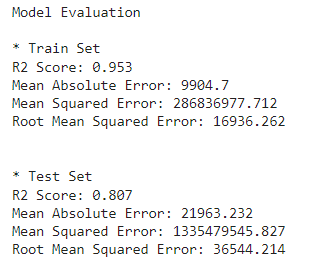 Model Evaluation
* Train Set
R2 Score: 0.953
Mean Absolute Error: 9904.7
Mean Squared Error: 286836977.712
Root Mean Squared Error: 16936.262
* Test Set
R2 Score: 0.807
Mean Absolute Error: 21963.232
Mean Squared Error: 1335479545.827
Root Mean Squared Error: 36544.214